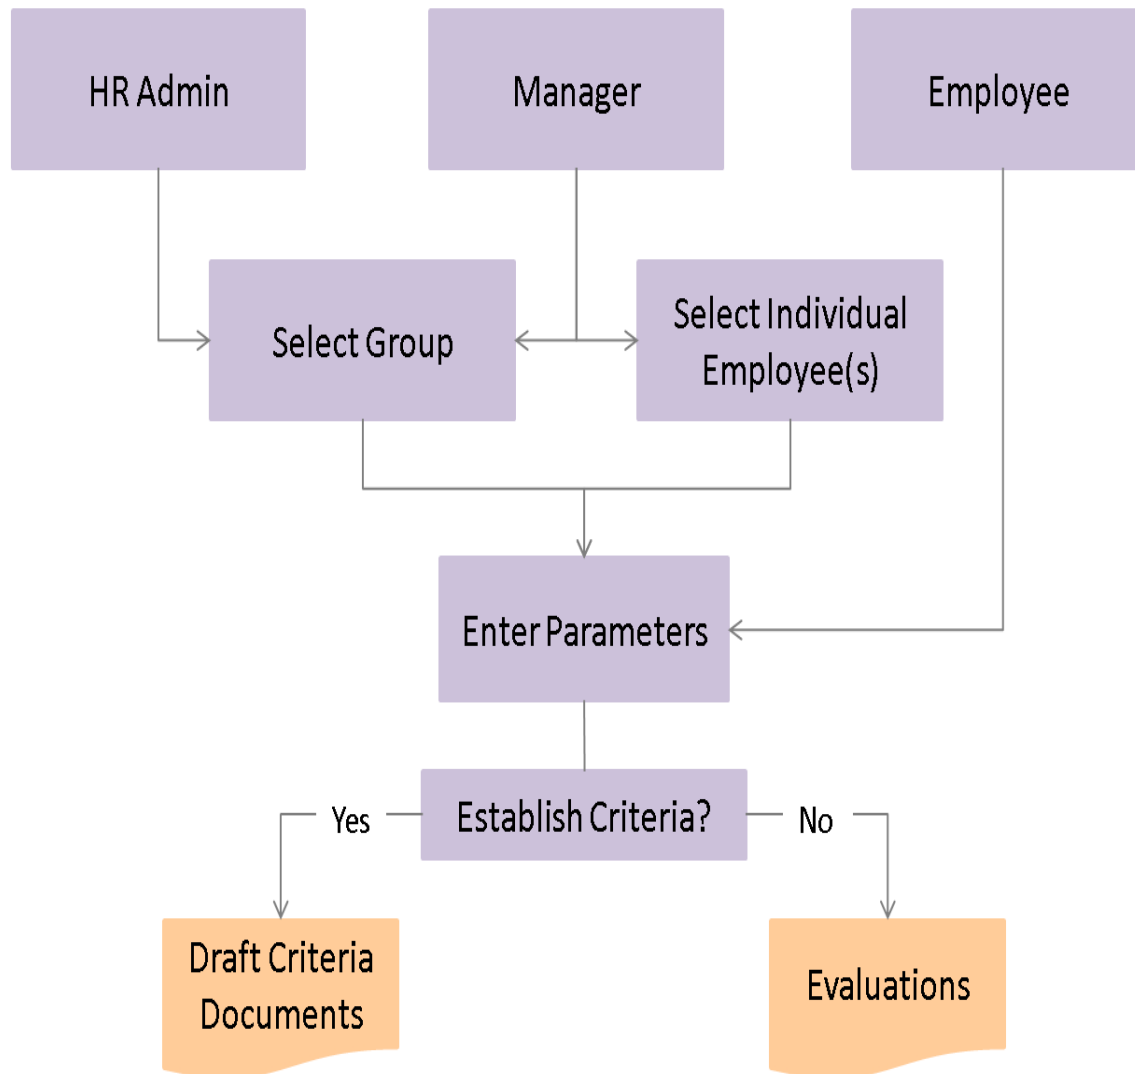 HR Admin
Manager
Employee
Select Group
Select Individual
Employee(s)
Enter Parameters
Establish Criteria?
Yes
No
Draft Criteria
Documents
Evaluations